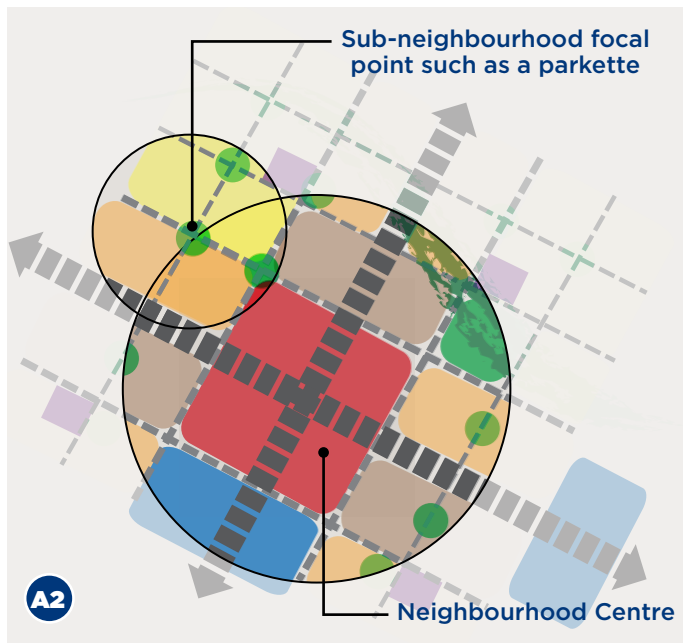 Sub-neighbourhood focal
point such as a parkette
A2
Neighbourhood Centre